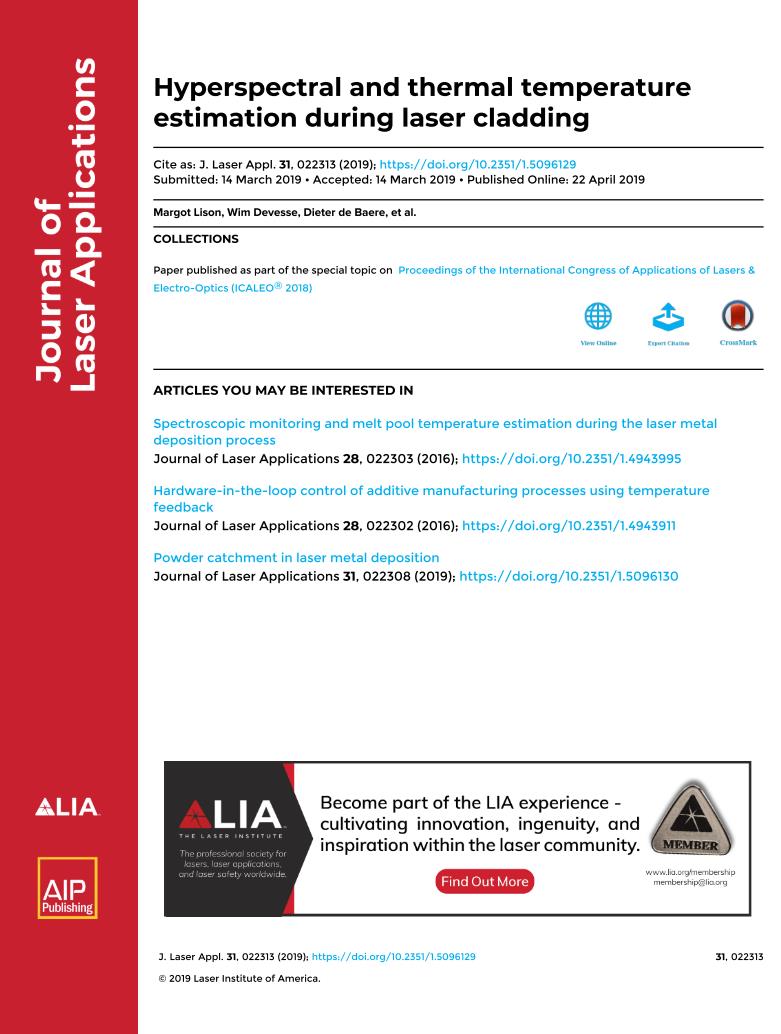 Journal of
Laser Applications
Hyperspectral and thermal temperature
estimation during laser cladding
Cite as: J. Laser Appl. 31, 022313 (2019); https://doi.org/10.2351/1.5096129
Submitted: 14 March 2019 • Accepted: 14 March 2019 • Published Online: 22 April 2019
Margot Lison, Wim Devesse, Dieter de Baere, et al.
COLLECTIONS
Paper published as part of the special topic on Proceedings of the International Congress of Applications of Lasers &
Electro-Optics (ICALEO® 2018)
View Online
Export Citation
CrossMark
ARTICLES YOU MAY BE INTERESTED IN
Spectroscopic monitoring and melt pool temperature estimation during the laser metal
deposition process
Journal of Laser Applications 28, 022303 (2016); https://doi.org/10.2351/1.4943995
Hardware-in-the-loop control of additive manufacturing processes using temperature
feedback
Journal of Laser Applications 28, 022302 (2016); https://doi.org/10.2351/1.4943911
Powder catchment in laser metal deposition
Journal of Laser Applications 31, 022308 (2019); https://doi.org/10.2351/1.5096130
LIA
AIP
Publishing
LIA
THE LASER INSTITUTE
The professional society for
lasers, laser applications,
and laser safety worldwide.
Become part of the LIA experience -
cultivating innovation, ingenuity, and
inspiration within the laser community.
Find Out More
MEMBER
www.lia.org/membership
membership@lia.org
J. Laser Appl. 31, 022313 (2019); https://doi.org/10.2351/1.5096129
31, 022313
© 2019 Laser Institute of America.